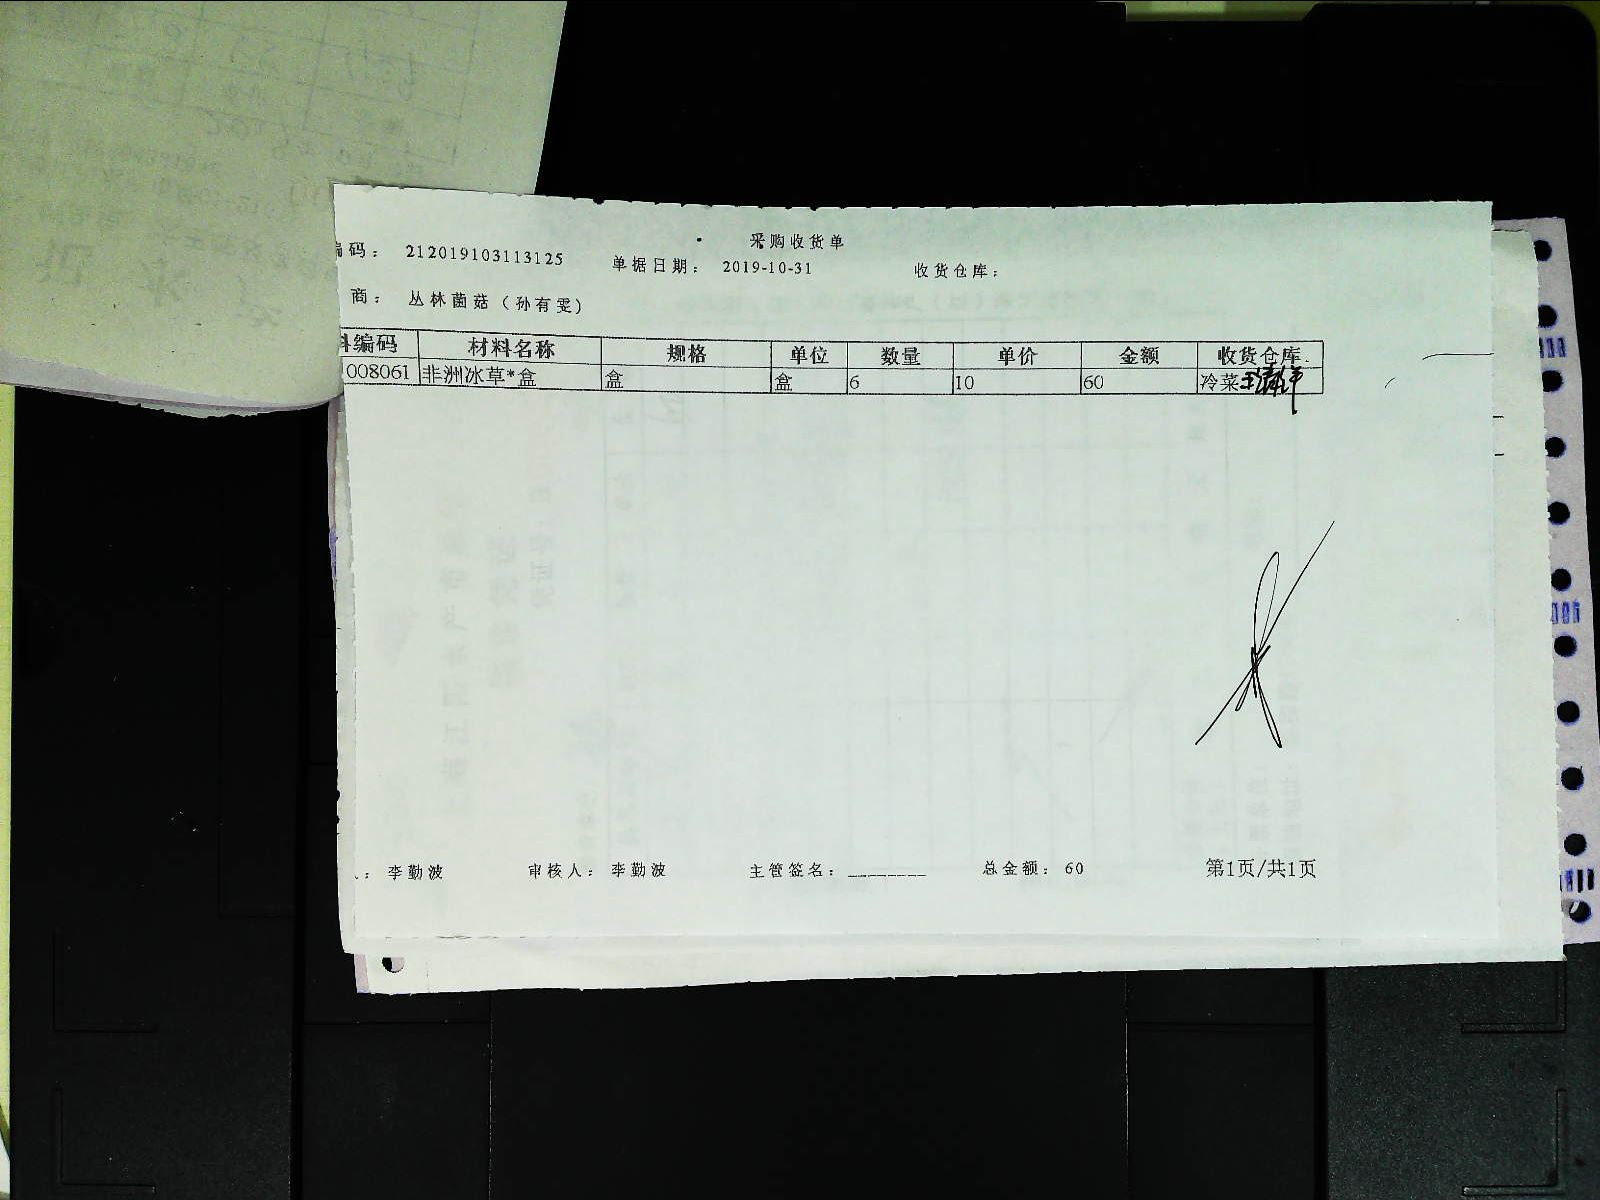 采购收货单
编码： 212019103113125 单据日期： 2019-10-31 收货仓库：
商： 丛林菌菇（孙有雯）
料编码 材料名称 规格 单位 数量 单价 金额 收货仓库
1008061 非洲冰草*盒 盒 盒 6 10 60 冷菜
： 李勤波 审核人： 李勤波 主管签名：________ 总金额： 60 第1页/共1页